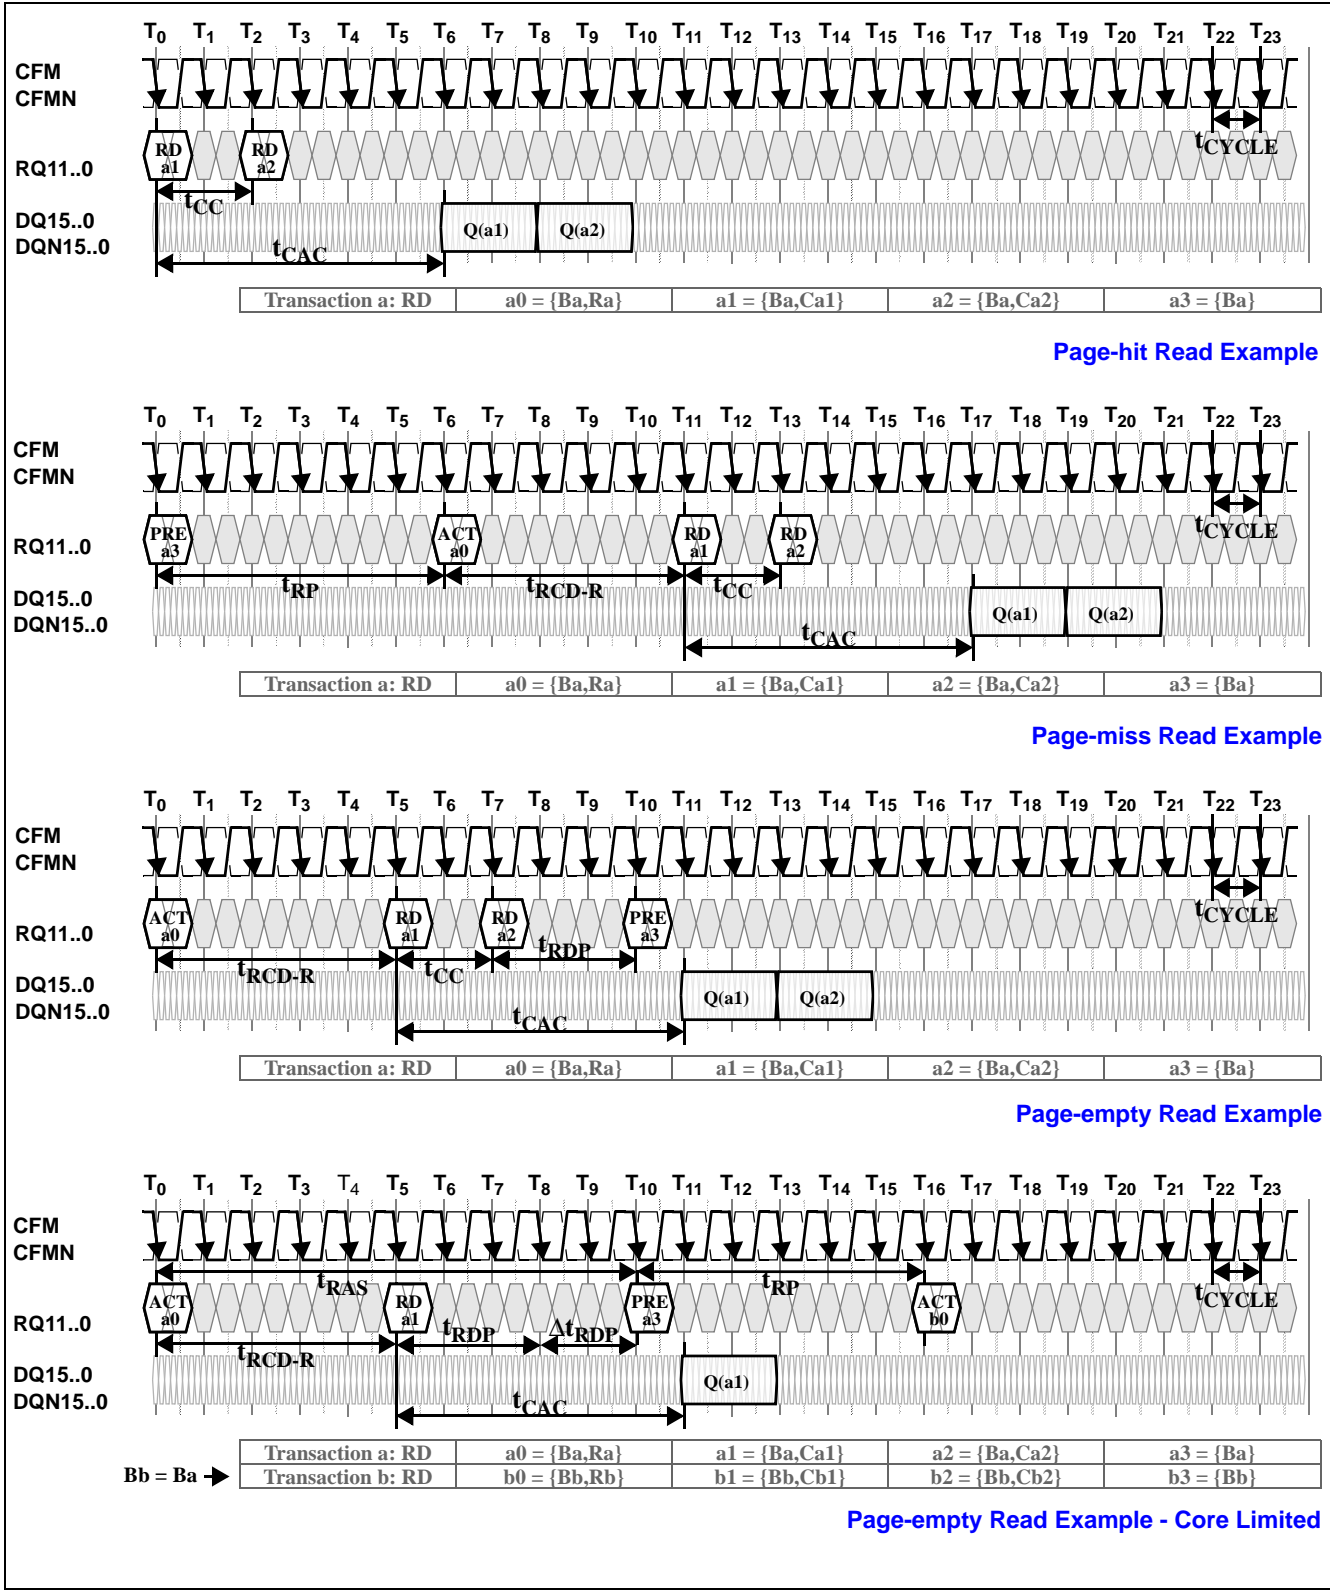 T0 T1 T2 T3 T4 T5 T6 T7 T8 T9 T10 T11 T12 T13 T14 T15 T16 T17 T18 T19 T20 T21 T22 T23
CFM
CFMN
RD a1 RD a2 tCYCLE
RQ11..0
tCC
DQ15..0
DQN15..0
Q(a1) Q(a2)
tCAC
Transaction a: RD a0 = {Ba,Ra} a1 = {Ba,Ca1} a2 = {Ba,Ca2} a3 = {Ba}
Page-hit Read Example
T0 T1 T2 T3 T4 T5 T6 T7 T8 T9 T10 T11 T12 T13 T14 T15 T16 T17 T18 T19 T20 T21 T22 T23
CFM
CFMN
PRE a3 ACT a0 RD a1 RD a2 tCYCLE
RQ11..0
tRP tRCD-R tCC
DQ15..0
DQN15..0
Q(a1) Q(a2)
tCAC
Transaction a: RD a0 = {Ba,Ra} a1 = {Ba,Ca1} a2 = {Ba,Ca2} a3 = {Ba}
Page-miss Read Example
T0 T1 T2 T3 T4 T5 T6 T7 T8 T9 T10 T11 T12 T13 T14 T15 T16 T17 T18 T19 T20 T21 T22 T23
CFM
CFMN
ACT a0 RD a1 RD a2 PRE a3 tCYCLE
RQ11..0
tRCD-R tCC tRDP
DQ15..0
DQN15..0
Q(a1) Q(a2)
tCAC
Transaction a: RD a0 = {Ba,Ra} a1 = {Ba,Ca1} a2 = {Ba,Ca2} a3 = {Ba}
Page-empty Read Example
T0 T1 T2 T3 T4 T5 T6 T7 T8 T9 T10 T11 T12 T13 T14 T15 T16 T17 T18 T19 T20 T21 T22 T23
CFM
CFMN
tRAS tRP
ACT a0 RD a1 PRE a3 ACT b0 tCYCLE
RQ11..0
tRCD-R tRDP ΔtRDP
DQ15..0
DQN15..0
Q(a1)
tCAC
Transaction a: RD a0 = {Ba,Ra} a1 = {Ba,Ca1} a2 = {Ba,Ca2} a3 = {Ba}
Bb = Ba Transaction b: RD b0 = {Bb,Rb} b1 = {Bb,Cb1} b2 = {Bb,Cb2} b3 = {Bb}
Page-empty Read Example - Core Limited